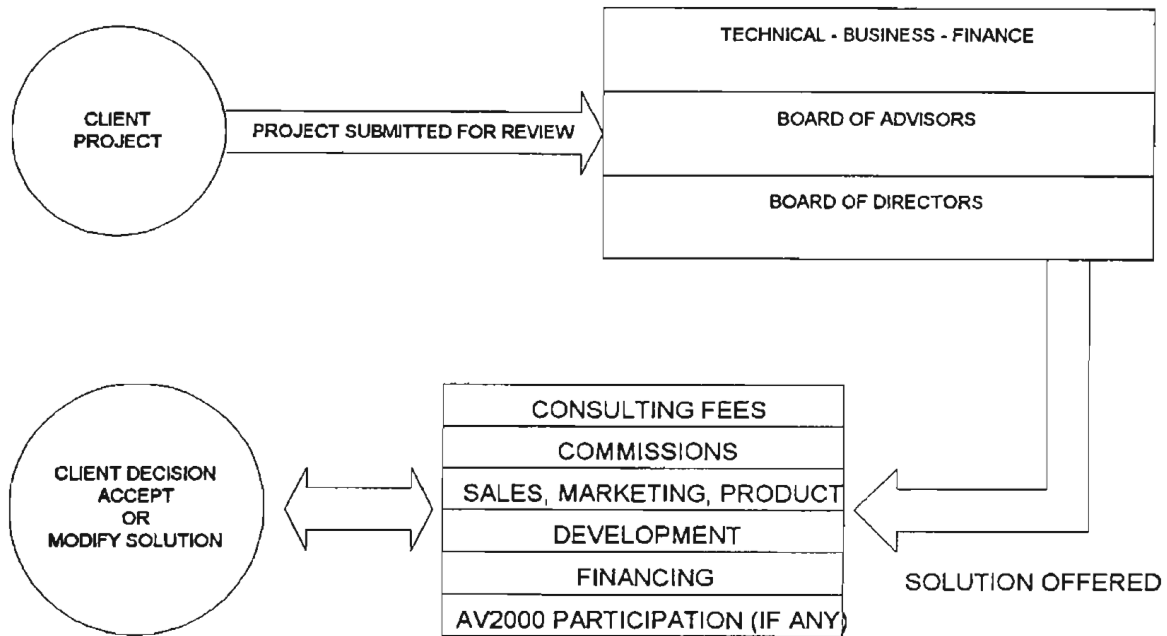 CLIENT
PROJECT
PROJECT SUBMITTED FOR REVIEW
TECHNICAL - BUSINESS - FINANCE
BOARD OF ADVISORS
BOARD OF DIRECTORS
CLIENT DECISION
ACCEPT
OR
MODIFY SOLUTION
CONSULTING FEES
COMMISSIONS
SALES, MARKETING, PRODUCT
DEVELOPMENT
FINANCING
AV2000 PARTICIPATION (IF ANY)
SOLUTION OFFERED